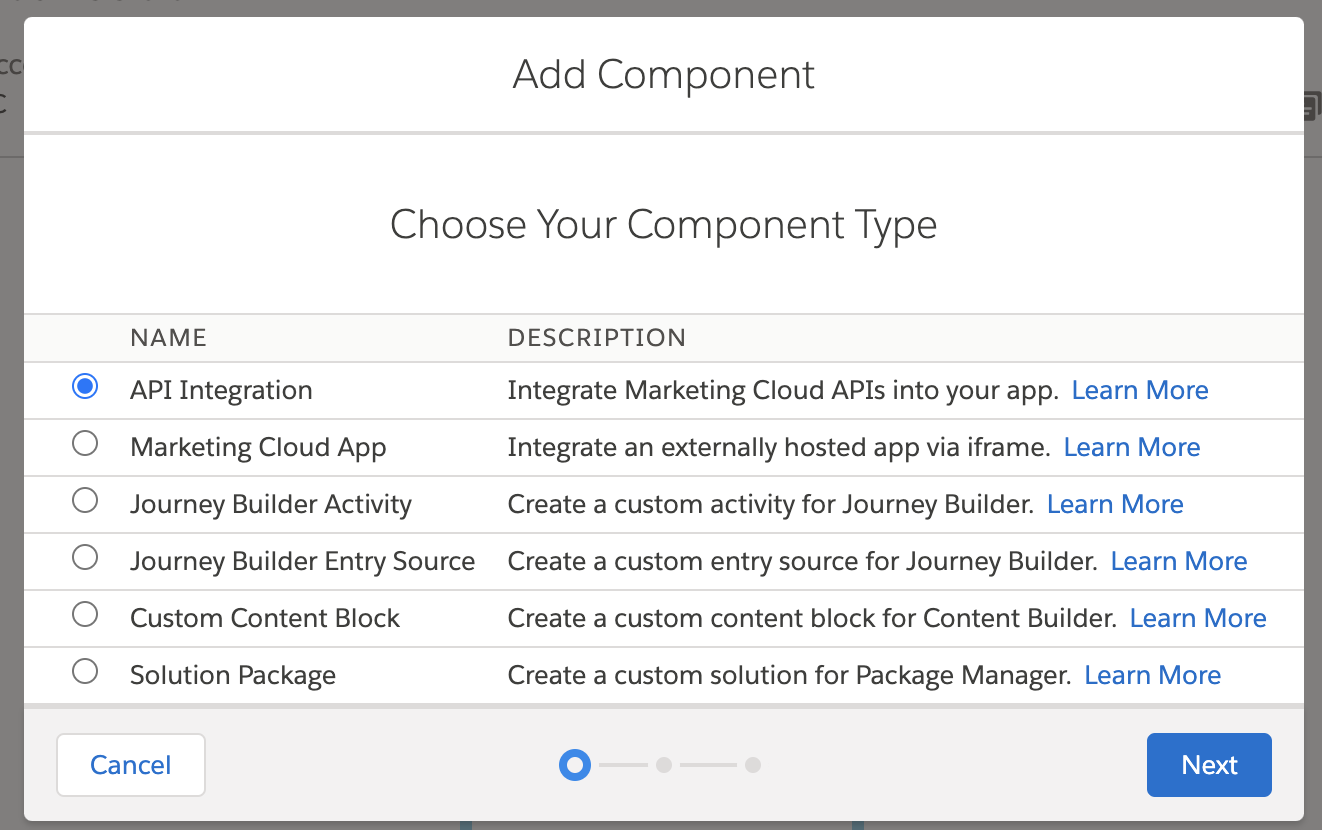 Add Component
Choose Your Component Type
NAME DESCRIPTION
API Integration Integrate Marketing Cloud APIs into your app. Learn More
Marketing Cloud App Integrate an externally hosted app via iframe. Learn More
Journey Builder Activity Create a custom activity for Journey Builder. Learn More
Journey Builder Entry Source Create a custom entry source for Journey Builder. Learn More
Custom Content Block Create a custom content block for Content Builder. Learn More
Solution Package Create a custom solution for Package Manager. Learn More
Cancel Next